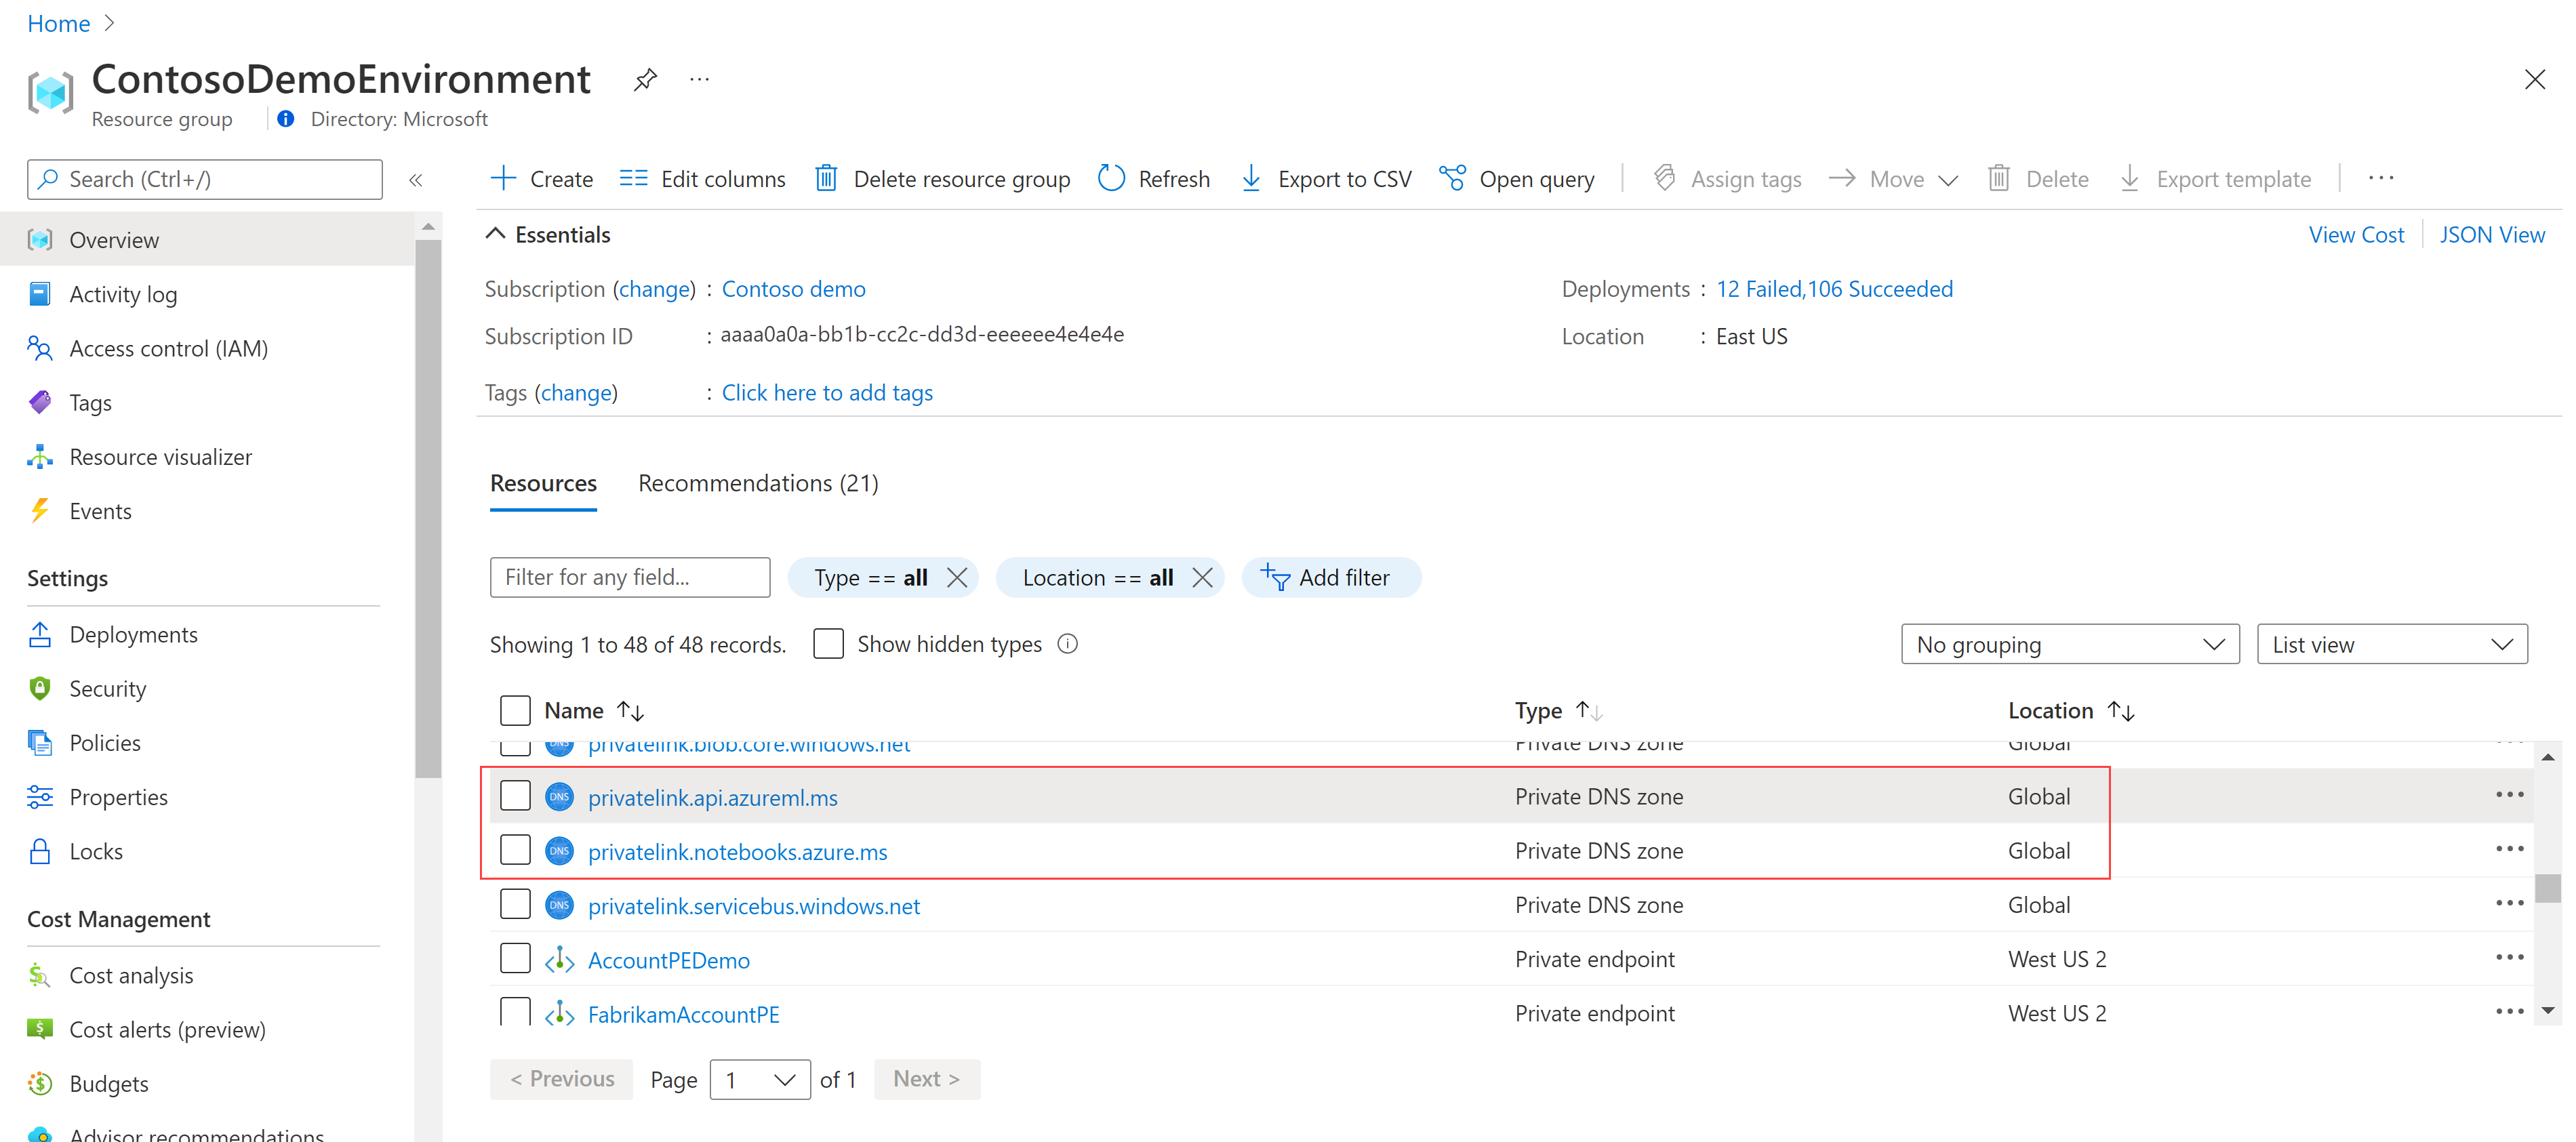 Home
ContosoDemoEnvironment ...
Resource group Directory: Microsoft
Search (Ctrl+/) «
Create Edit columns Delete resource group Refresh Export to CSV Open query Assign tags Move Delete Export template ...
Overview
Activity log
Access control (IAM)
Tags
Resource visualizer
Events
Settings
Deployments
Security
Policies
Properties
Locks
Cost Management
Cost analysis
Cost alerts (preview)
Budgets
Advisor recommendations
Essentials View Cost JSON View
Subscription (change) : Contoso demo Deployments : 12 Failed,106 Succeeded
Subscription ID : aaaa0a0a-bb1b-cc2c-dd3d-eeeeee4e4e4e Location : East US
Tags (change) : Click here to add tags
Resources Recommendations (21)
Filter for any field... Type == all Location == all Add filter
Showing 1 to 48 of 48 records. Show hidden types No grouping List view
Name Type Location
DNS privatelink.blob.core.windows.net Private DNS zone Global ...
DNS privatelink.api.azureml.ms Private DNS zone Global ...
DNS privatelink.notebooks.azure.ms Private DNS zone Global ...
DNS privatelink.servicebus.windows.net Private DNS zone Global ...
AccountPEDemo Private endpoint West US 2 ...
FabrikamAccountPE Private endpoint West US 2 ...
< Previous Page 1 of 1 Next >